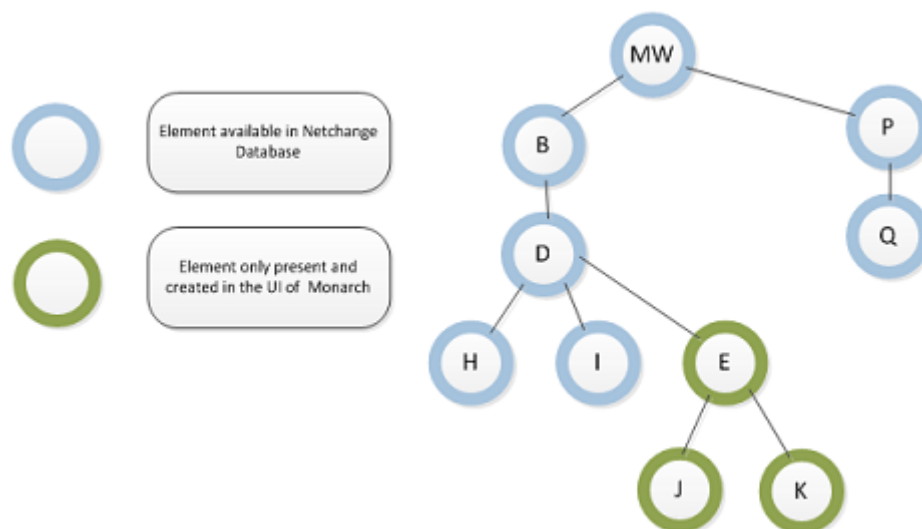 MW
Element available in Netchange
Database
B
P
Q
Element only present and
created in the UI of Monarch
D
H
I
E
J
K